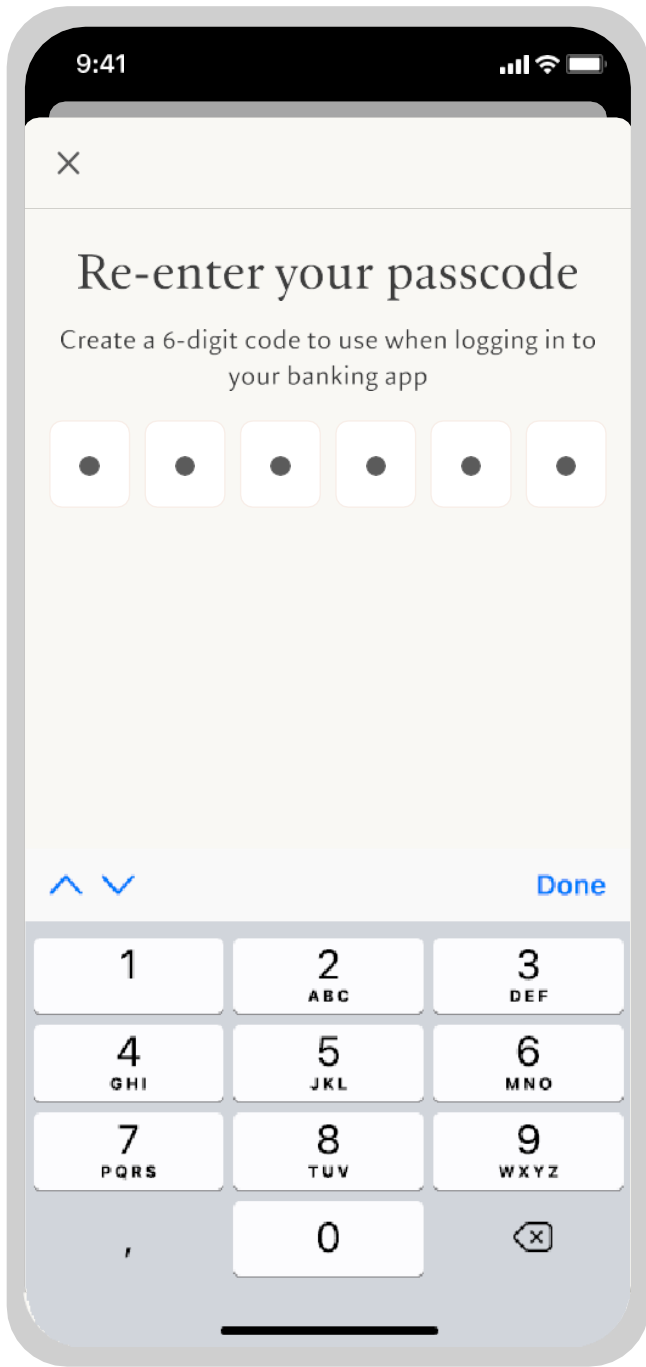 9:41
Re-enter your passcode
Create a 6-digit code to use when logging in to
your banking app
Done
1
2
ABC
3
DEF
4
GHI
5
JKL
6
MNO
7
PQRS
8
TUV
9
WXYZ
,
0